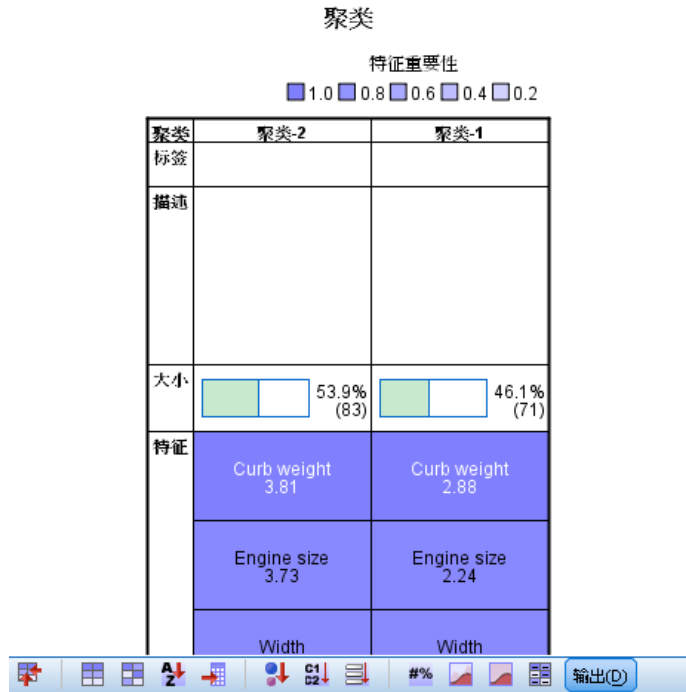 聚类
特征重要性
1.0 0.8 0.6 0.4 0.2
聚类 聚类-2 聚类-1
标签
描述
大小 53.9% (83) 46.1% (71)
特征 Curb weight 3.81 Curb weight 2.88
Engine size 3.73 Engine size 2.24
Width Width
A Z C1 C2 #% 输出(D)